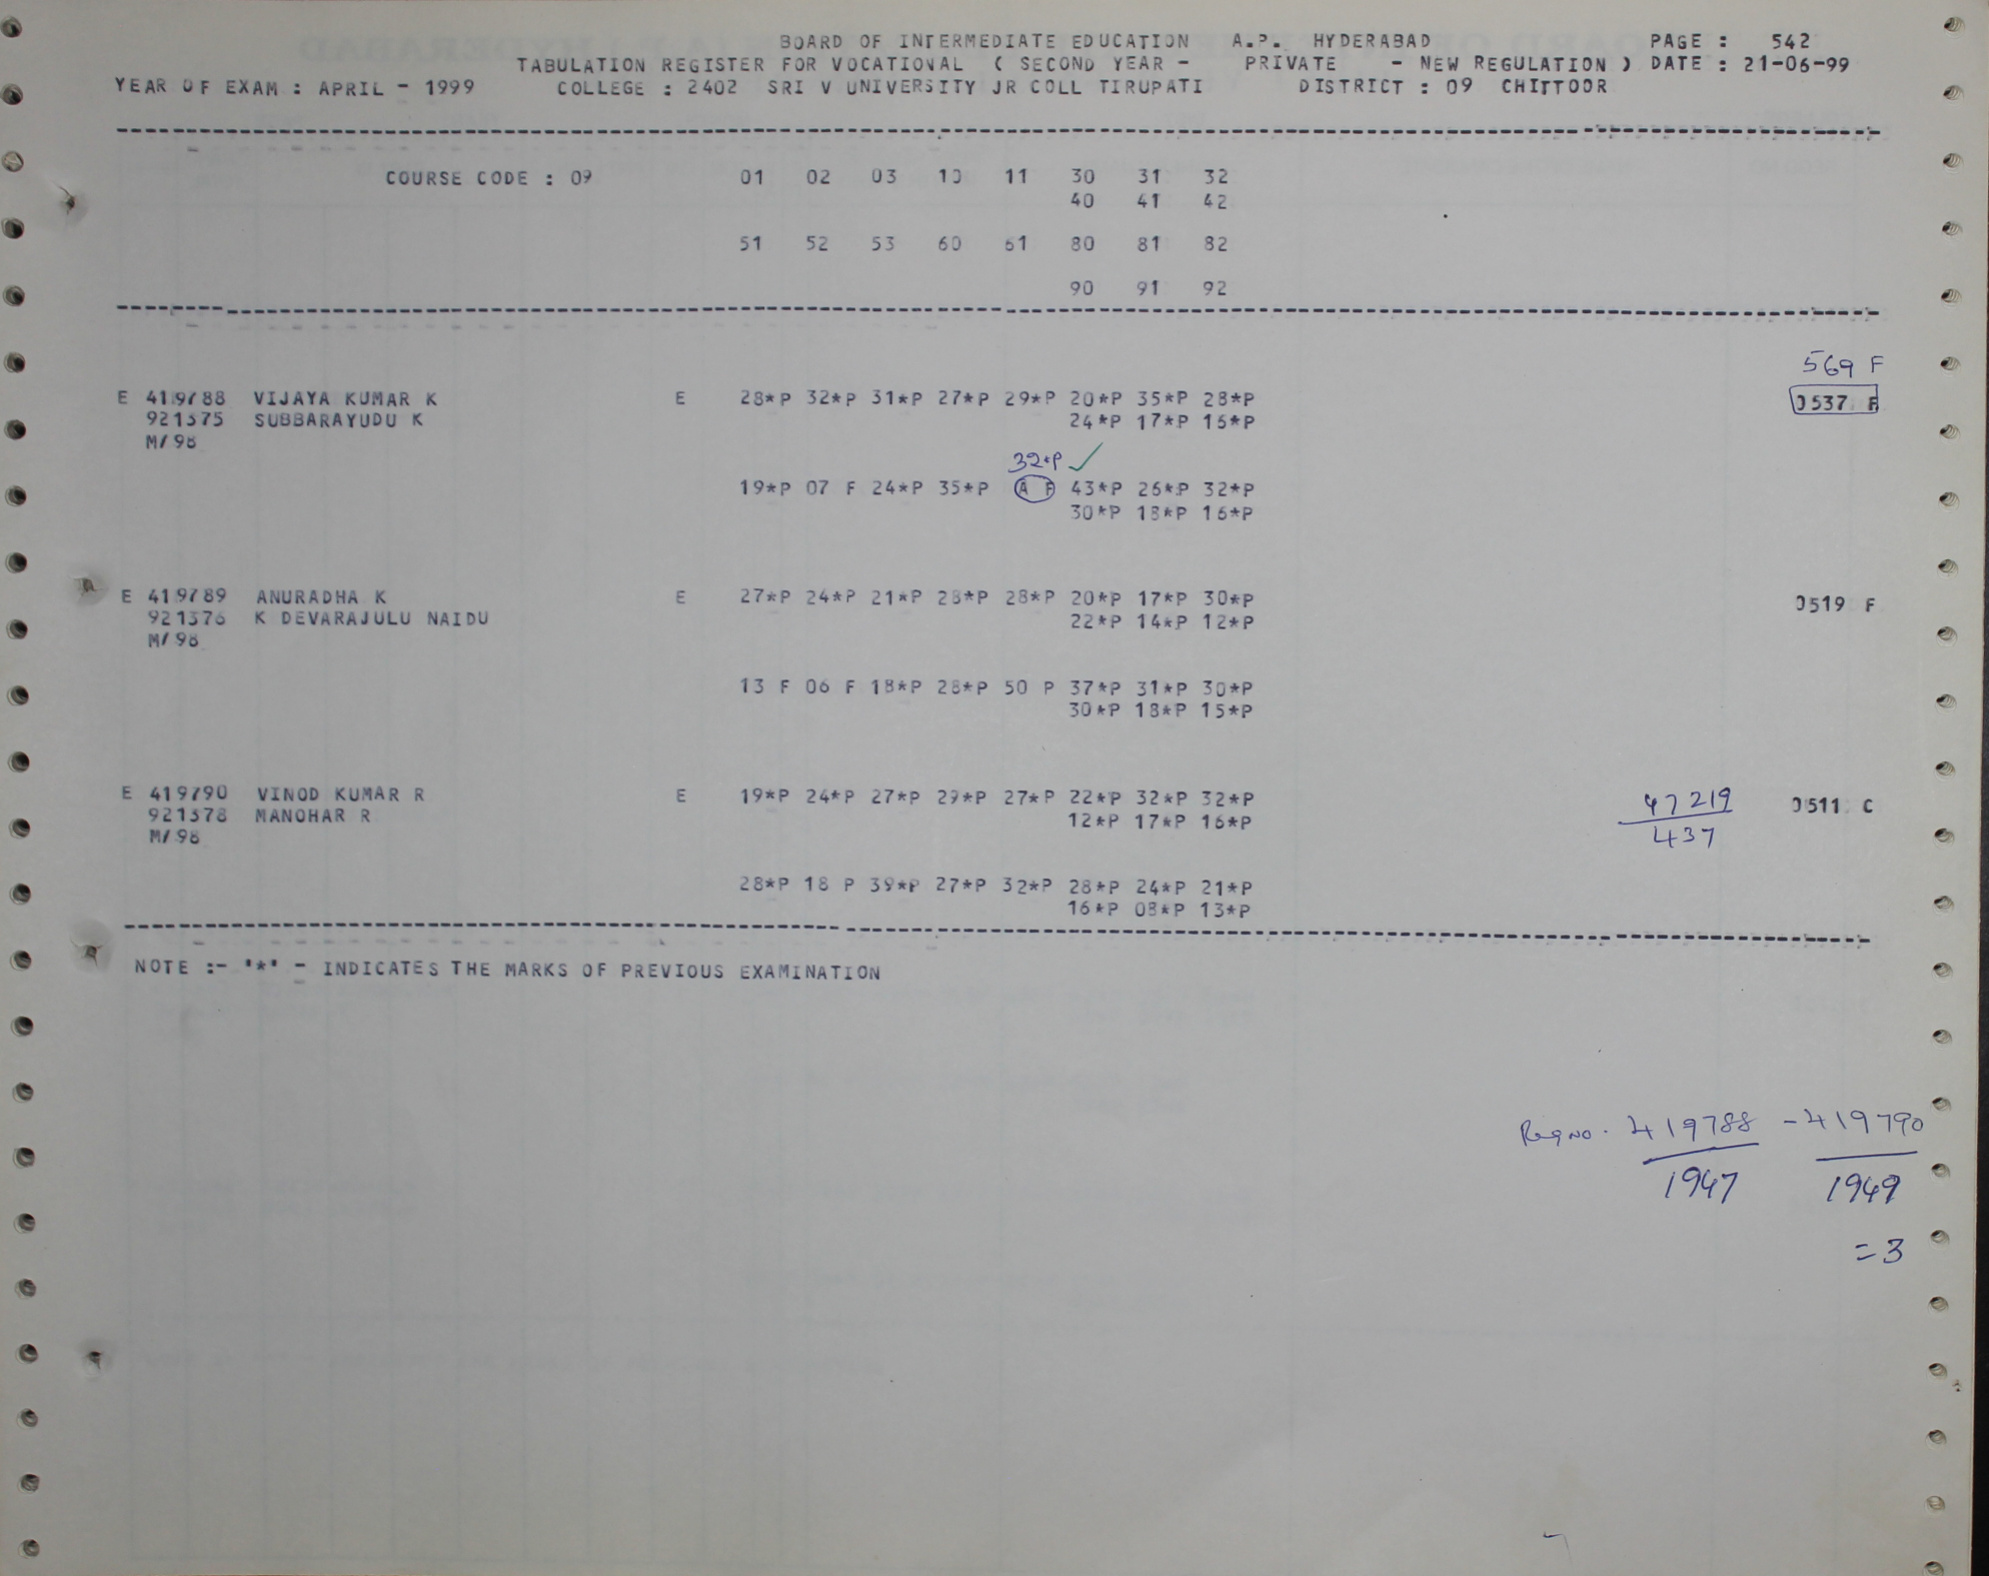 BOARD OF INTERMEDIATE EDUCATION A.P. HYDERABAD PAGE : 542
TABULATION REGISTER FOR VOCATIONAL ( SECOND YEAR - PRIVATE - NEW REGULATION ) DATE : 21-06-99
YEAR OF EXAM : APRIL - 1999 COLLEGE : 2402 SRI V UNIVERSITY JR COLL TIRUPATI DISTRICT : 09 CHITTOOR
COURSE CODE : 09 01 02 03 10 11 30 31 32
40 41 42
51 52 53 60 61 80 81 82
90 91 92
569 F
E 419788 VIJAYA KUMAR K E 28*P 32*P 31*P 27*P 29*P 20*P 35*P 28*P 0537 F
921375 SUBBARAYUDU K 24*P 17*P 16*P
M/98
32*P ✓
19*P 07 F 24*P 35*P A F 43*P 26*P 32*P
30*P 18*P 16*P
E 419789 ANURADHA K E 27*P 24*P 21*P 28*P 28*P 20*P 17*P 30*P 0519 F
921376 K DEVARAJULU NAIDU 22*P 14*P 12*P
M/98
13 F 06 F 18*P 28*P 50 P 37*P 31*P 30*P
30*P 18*P 15*P
E 419790 VINOD KUMAR R E 19*P 24*P 27*P 29*P 27*P 22*P 32*P 32*P 47219 0511 C
921378 MANOHAR R 12*P 17*P 16*P 437
M/98
28*P 18 P 39*P 27*P 32*P 28*P 24*P 21*P
16*P 08*P 13*P
NOTE :- "*" - INDICATES THE MARKS OF PREVIOUS EXAMINATION
Reg no. 419788 - 419790
1947 1949
= 3